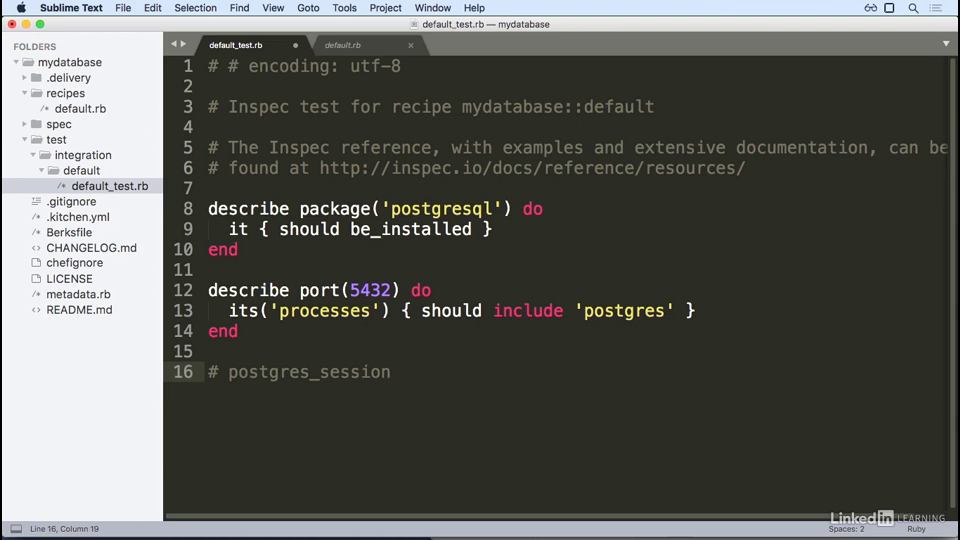 Sublime Text File Edit Selection Find View Goto Tools Project Window Help
default_test.rb — mydatabase
FOLDERS
mydatabase
.delivery
recipes
default.rb
spec
test
integration
default
/* default_test.rb
.gitignore
.kitchen.yml
Berksfile
<> CHANGELOG.md
chefignore
LICENSE
metadata.rb
<> README.md
default_test.rb
default.rb
1 # # encoding: utf-8
2
3 # Inspec test for recipe mydatabase::default
4
5 # The Inspec reference, with examples and extensive documentation, can be
6 # found at http://inspec.io/docs/reference/resources/
7
8 describe package('postgresql') do
9 it { should be_installed }
10 end
11
12 describe port(5432) do
13 its('processes') { should include 'postgres' }
14 end
15
16 # postgres_session
Line 16, Column 19
Spaces: 2
Ruby
LinkedIn LEARNING